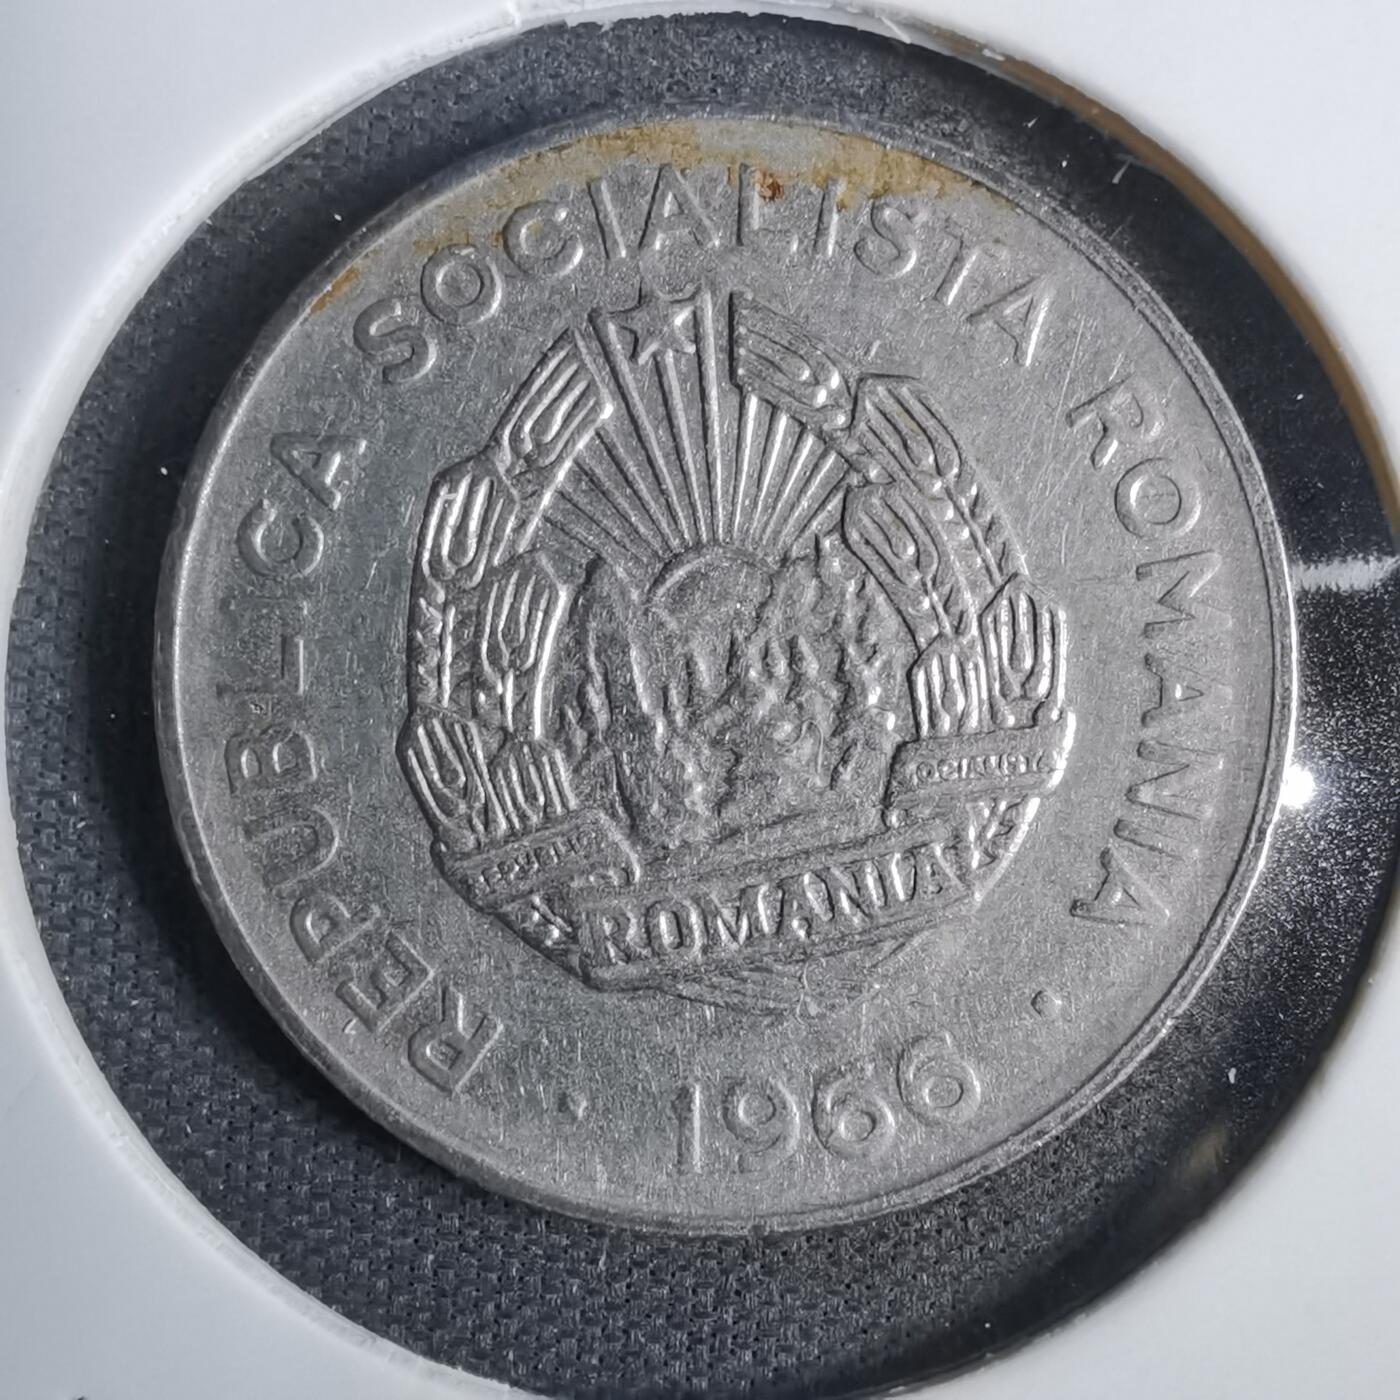 REPUBLICA SOCIALISTA ROMANIA
ROMANIA
· 1966 ·